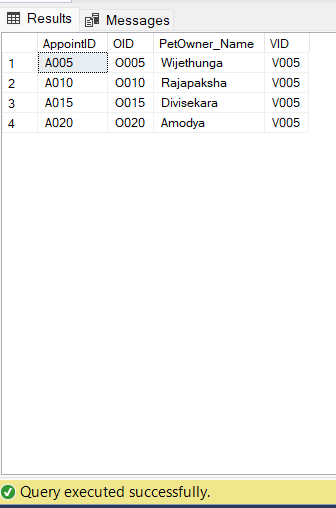 Results Messages
AppointID OID PetOwner_Name VID
1 A005 O005 Wijethunga V005
2 A010 O010 Rajapaksha V005
3 A015 O015 Divisekara V005
4 A020 O020 Amodya V005
Query executed successfully.